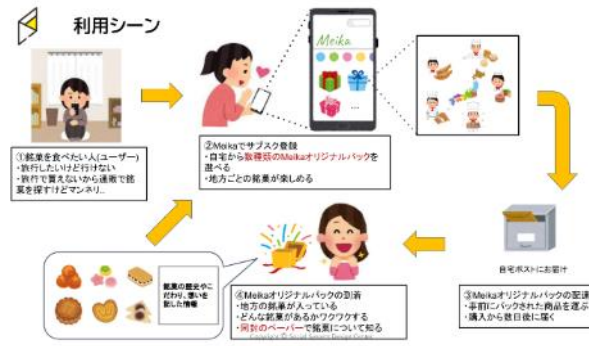 利用シーン
Meika
①銘菓を食べたい人(ユーザー)
・旅行したいけど行けない
・旅行で買えないから通販で銘
菓を探すけどマンネリ..
②Meikaでサブスク登録
・自宅から数種類のMeikaオリジナルパックを
選べる
・地方ごとの銘菓が楽しめる
自宅ポストにお届け
③Meikaオリジナルパックの配達
・事前にパックされた商品を運ぶ
・購入から数日後に届く
④Meikaオリジナルパックの到着
・地方の銘菓が入っている
・どんな銘菓があるかワクワクする
・同封のペーパーで銘菓について知る
銘菓の歴史やこ
だわり、想いを
記した情報
Copyright © Social Service Design Center